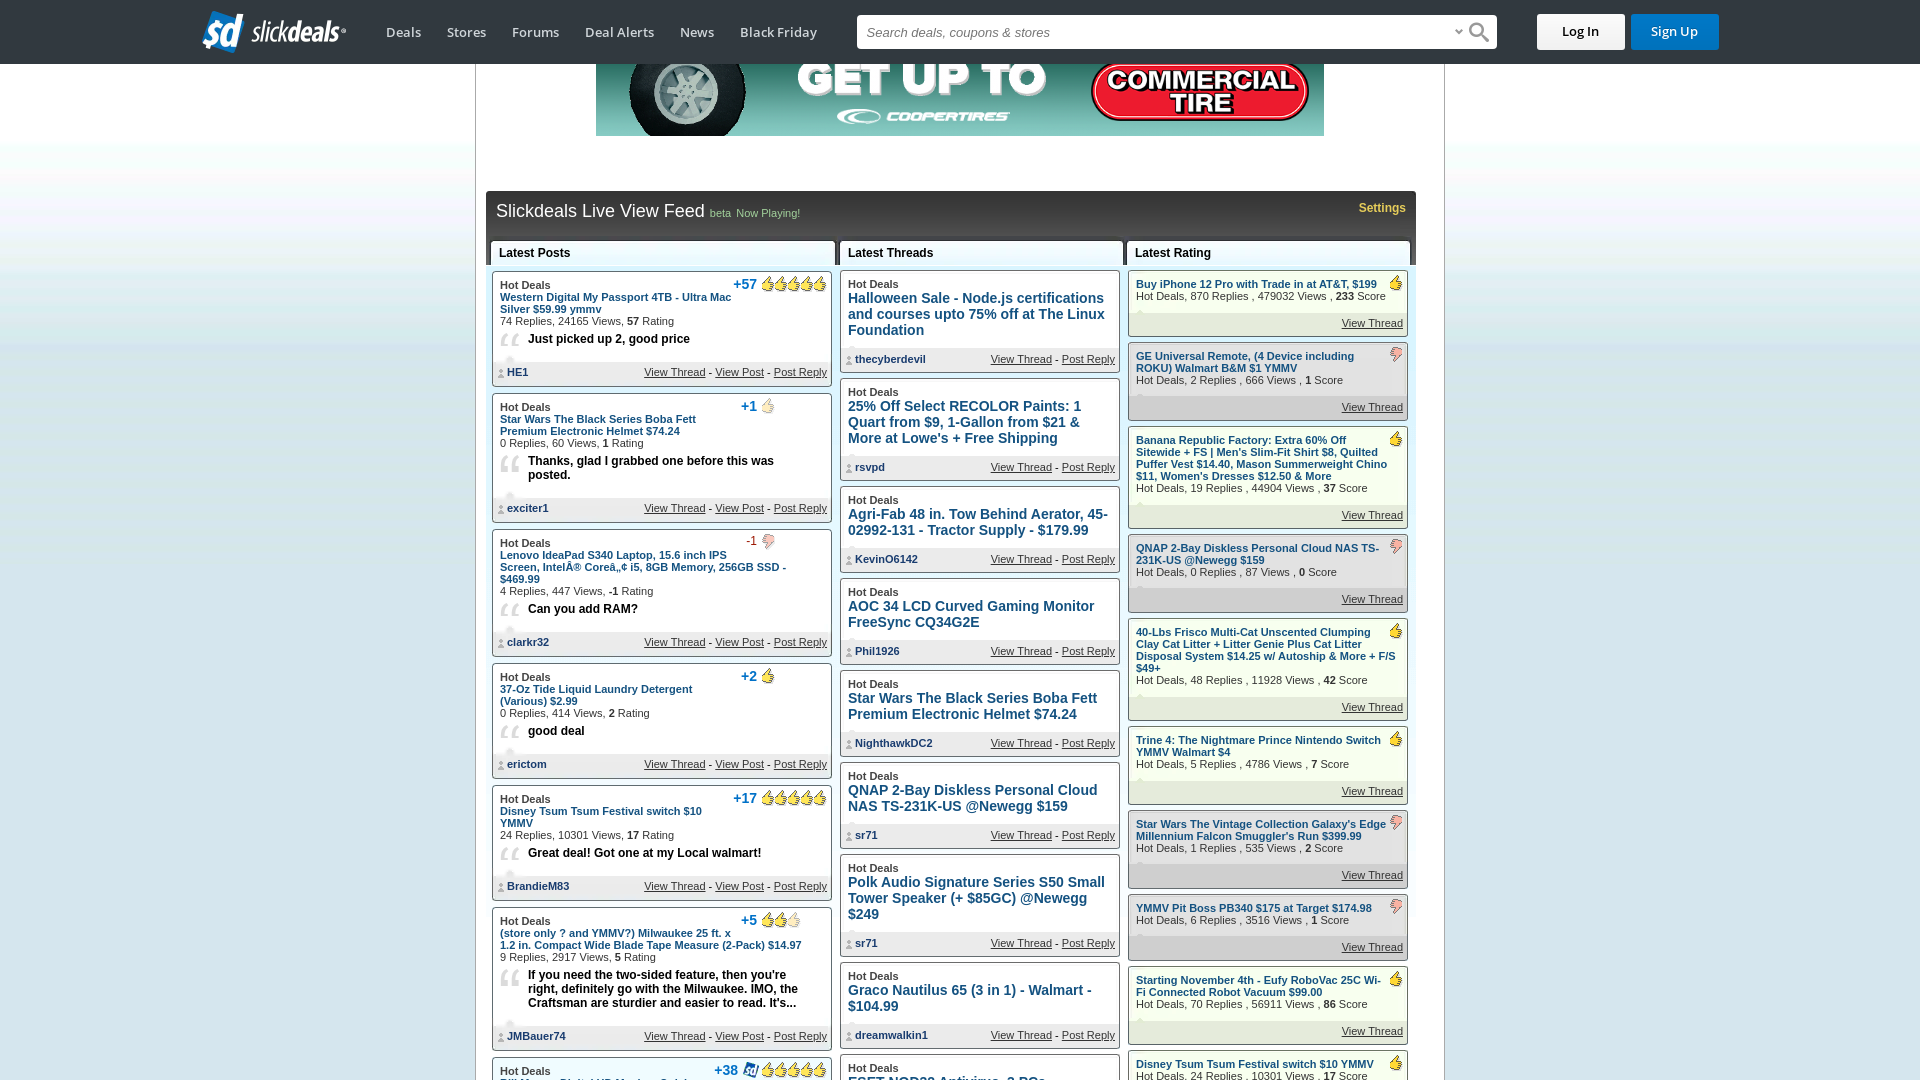 slickdeals
Deals
Stores
Forums
Deal Alerts
News
Black Friday
Search deals, coupons & stores
Log In
Sign Up
GET UP TO
COOPERTIRES
COMMERCIAL
TIRE
Slickdeals Live View Feed beta Now Playing!
Settings
Latest Posts
Hot Deals
+57
Western Digital My Passport 4TB - Ultra Mac
Silver $59.99 ymmv
74 Replies, 24165 Views, 57 Rating
Just picked up 2, good price
HE1
View Thread - View Post - Post Reply
Hot Deals
+1
Star Wars The Black Series Boba Fett
Premium Electronic Helmet $74.24
0 Replies, 60 Views, 1 Rating
Thanks, glad I grabbed one before this was
posted.
exciter1
View Thread - View Post - Post Reply
Hot Deals
-1
Lenovo IdeaPad S340 Laptop, 15.6 inch IPS
Screen, IntelÂ® Coreâ„¢ i5, 8GB Memory, 256GB SSD -
$469.99
4 Replies, 447 Views, -1 Rating
Can you add RAM?
clarkr32
View Thread - View Post - Post Reply
Hot Deals
+2
37-Oz Tide Liquid Laundry Detergent
(Various) $2.99
0 Replies, 414 Views, 2 Rating
good deal
erictom
View Thread - View Post - Post Reply
Hot Deals
+17
Disney Tsum Tsum Festival switch $10
YMMV
24 Replies, 10301 Views, 17 Rating
Great deal! Got one at my Local walmart!
BrandieM83
View Thread - View Post - Post Reply
Hot Deals
+5
(store only ? and YMMV?) Milwaukee 25 ft. x
1.2 in. Compact Wide Blade Tape Measure (2-Pack) $14.97
9 Replies, 2917 Views, 5 Rating
If you need the two-sided feature, then you're
right, definitely go with the Milwaukee. IMO, the
Craftsman are sturdier and easier to read. It's...
JMBauer74
View Thread - View Post - Post Reply
Hot Deals
+38
Latest Threads
Hot Deals
Halloween Sale - Node.js certifications
and courses upto 75% off at The Linux
Foundation
thecyberdevil
View Thread - Post Reply
Hot Deals
25% Off Select RECOLOR Paints: 1
Quart from $9, 1-Gallon from $21 &
More at Lowe's + Free Shipping
rsvpd
View Thread - Post Reply
Hot Deals
Agri-Fab 48 in. Tow Behind Aerator, 45-
02992-131 - Tractor Supply - $179.99
KevinO6142
View Thread - Post Reply
Hot Deals
AOC 34 LCD Curved Gaming Monitor
FreeSync CQ34G2E
Phil1926
View Thread - Post Reply
Hot Deals
Star Wars The Black Series Boba Fett
Premium Electronic Helmet $74.24
NighthawkDC2
View Thread - Post Reply
Hot Deals
QNAP 2-Bay Diskless Personal Cloud
NAS TS-231K-US @Newegg $159
sr71
View Thread - Post Reply
Hot Deals
Polk Audio Signature Series S50 Small
Tower Speaker (+ $85GC) @Newegg
$249
sr71
View Thread - Post Reply
Hot Deals
Graco Nautilus 65 (3 in 1) - Walmart -
$104.99
dreamwalkin1
View Thread - Post Reply
Hot Deals
ESET NOD32 Antivirus, 3 PCs
Latest Rating
Buy iPhone 12 Pro with Trade in at AT&T, $199
Hot Deals, 870 Replies , 479032 Views , 233 Score
View Thread
GE Universal Remote, (4 Device including
ROKU) Walmart B&M $1 YMMV
Hot Deals, 2 Replies , 666 Views , 1 Score
View Thread
Banana Republic Factory: Extra 60% Off
Sitewide + FS | Men's Slim-Fit Shirt $8, Quilted
Puffer Vest $14.40, Mason Summerweight Chino
$11, Women's Dresses $12.50 & More
Hot Deals, 19 Replies , 44904 Views , 37 Score
View Thread
QNAP 2-Bay Diskless Personal Cloud NAS TS-
231K-US @Newegg $159
Hot Deals, 0 Replies , 87 Views , 0 Score
View Thread
40-Lbs Frisco Multi-Cat Unscented Clumping
Clay Cat Litter + Litter Genie Plus Cat Litter
Disposal System $14.25 w/ Autoship & More + F/S
$49+
Hot Deals, 48 Replies , 11928 Views , 42 Score
View Thread
Trine 4: The Nightmare Prince Nintendo Switch
YMMV Walmart $4
Hot Deals, 5 Replies , 4786 Views , 7 Score
View Thread
Star Wars The Vintage Collection Galaxy's Edge
Millennium Falcon Smuggler's Run $399.99
Hot Deals, 1 Replies , 535 Views , 2 Score
View Thread
YMMV Pit Boss PB340 $175 at Target $174.98
Hot Deals, 6 Replies , 3516 Views , 1 Score
View Thread
Starting November 4th - Eufy RoboVac 25C Wi-
Fi Connected Robot Vacuum $99.00
Hot Deals, 70 Replies , 56911 Views , 86 Score
View Thread
Disney Tsum Tsum Festival switch $10 YMMV
Hot Deals, 24 Replies , 10301 Views , 17 Score